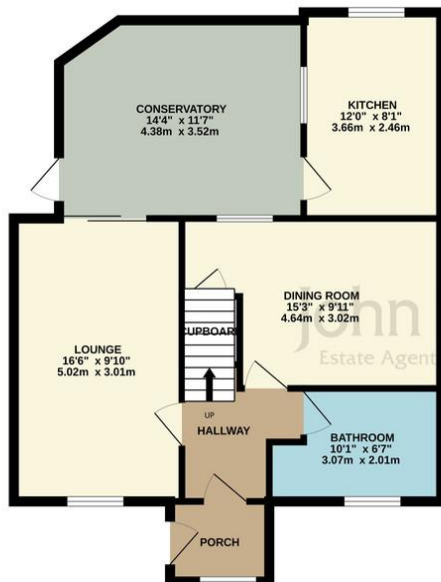 CONSERVATORY
14'4" x 11'7"
4.38m x 3.52m
KITCHEN
12'0" x 8'1"
3.66m x 2.46m
DINING ROOM
15'3" x 9'11"
4.64m x 3.02m
CUPBOARD
LOUNGE
16'6" x 9'10"
5.02m x 3.01m
UP
HALLWAY
BATHROOM
10'1" x 6'7"
3.07m x 2.01m
PORCH
John
Estate Agent